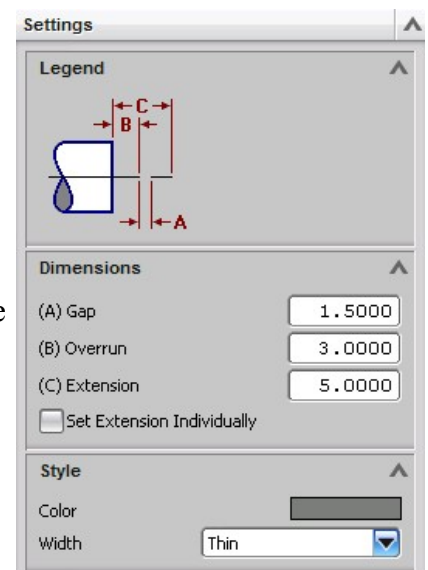 Settings
Legend
C
B
A
Dimensions
e
(A) Gap 1.5000
(B) Overrun 3.0000
(C) Extension 5.0000
Set Extension Individually
Style
Color
Width Thin